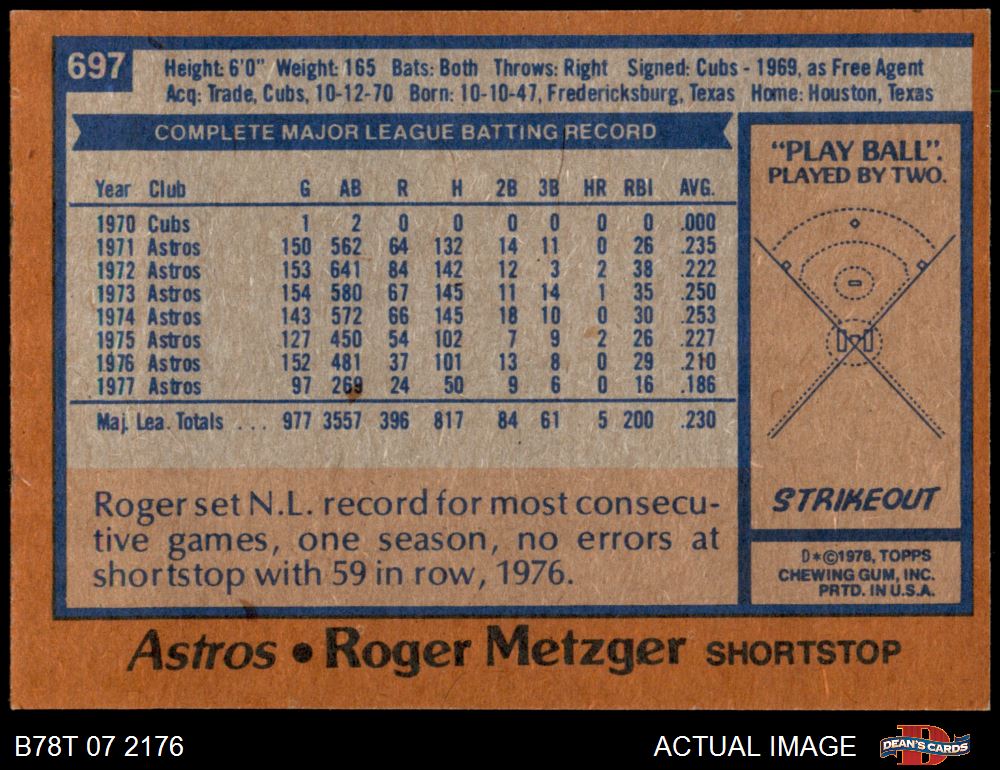 697
Height: 6'0" Weight: 165 Bats: Both Throws: Right Signed: Cubs - 1969, as Free Agent
Acq: Trade, Cubs, 10-12-70 Born: 10-10-47, Fredericksburg, Texas Home: Houston, Texas
COMPLETE MAJOR LEAGUE BATTING RECORD
Year Club G AB R H 2B 3B HR RBI AVG.
1970 Cubs 1 2 0 0 0 0 0 0 .000
1971 Astros 150 562 64 132 14 11 0 26 .235
1972 Astros 153 641 84 142 12 3 2 38 .222
1973 Astros 154 580 67 145 11 14 1 35 .250
1974 Astros 143 572 66 145 18 10 0 30 .253
1975 Astros 127 450 54 102 7 9 2 26 .227
1976 Astros 152 481 37 101 13 8 0 29 .210
1977 Astros 97 269 24 50 9 6 0 16 .186
Maj. Lea. Totals . . . 977 3557 396 817 84 61 5 200 .230
Roger set N.L. record for most consecu-
tive games, one season, no errors at
shortstop with 59 in row, 1976.
"PLAY BALL".
PLAYED BY TWO.
STRIKEOUT
D*©1978, TOPPS
CHEWING GUM, INC.
PRTD. IN U.S.A.
Astros • Roger Metzger SHORTSTOP
B78T 07 2176
ACTUAL IMAGE
DEAN'S CARDS